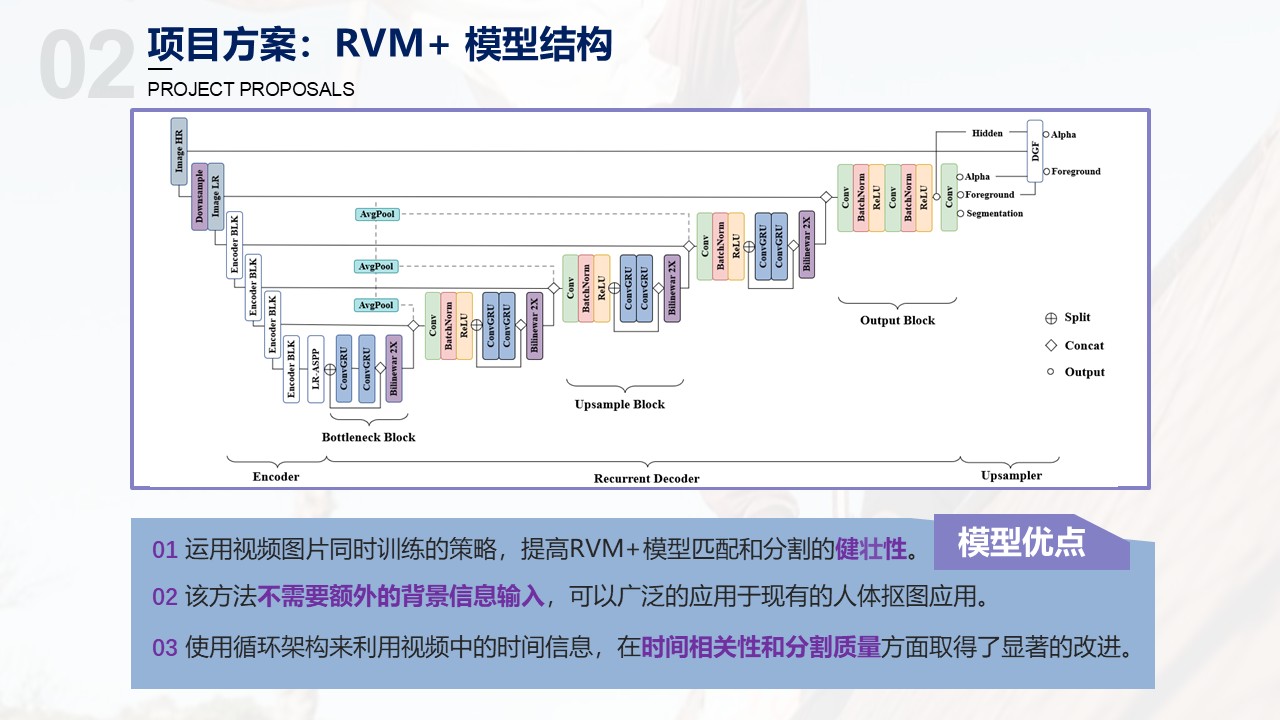 02
项目方案：RVM+ 模型结构
PROJECT PROPOSALS
Image HR
Downsample
Image LR
Encoder BLK
Encoder BLK
Encoder BLK
Encoder BLK
LR-ASPP
ConvGRU
ConvGRU
Bilinewar 2X
AvgPool
AvgPool
AvgPool
Conv
BatchNorm
ReLU
ConvGRU
ConvGRU
Bilinewar 2X
Conv
BatchNorm
ReLU
ConvGRU
ConvGRU
Bilinewar 2X
Conv
BatchNorm
ReLU
ConvGRU
ConvGRU
Bilinewar 2X
Conv
BatchNorm
ReLU
Conv
BatchNorm
ReLU
Conv
Hidden
Alpha
Foreground
Segmentation
DGF
Alpha
Foreground
Output Block
Split
Concat
Output
Upsample Block
Bottleneck Block
Encoder
Recurrent Decoder
Upsampler
模型优点
01 运用视频图片同时训练的策略，提高RVM+模型匹配和分割的健壮性。
02 该方法不需要额外的背景信息输入，可以广泛的应用于现有的人体抠图应用。
03 使用循环架构来利用视频中的时间信息，在时间相关性和分割质量方面取得了显著的改进。